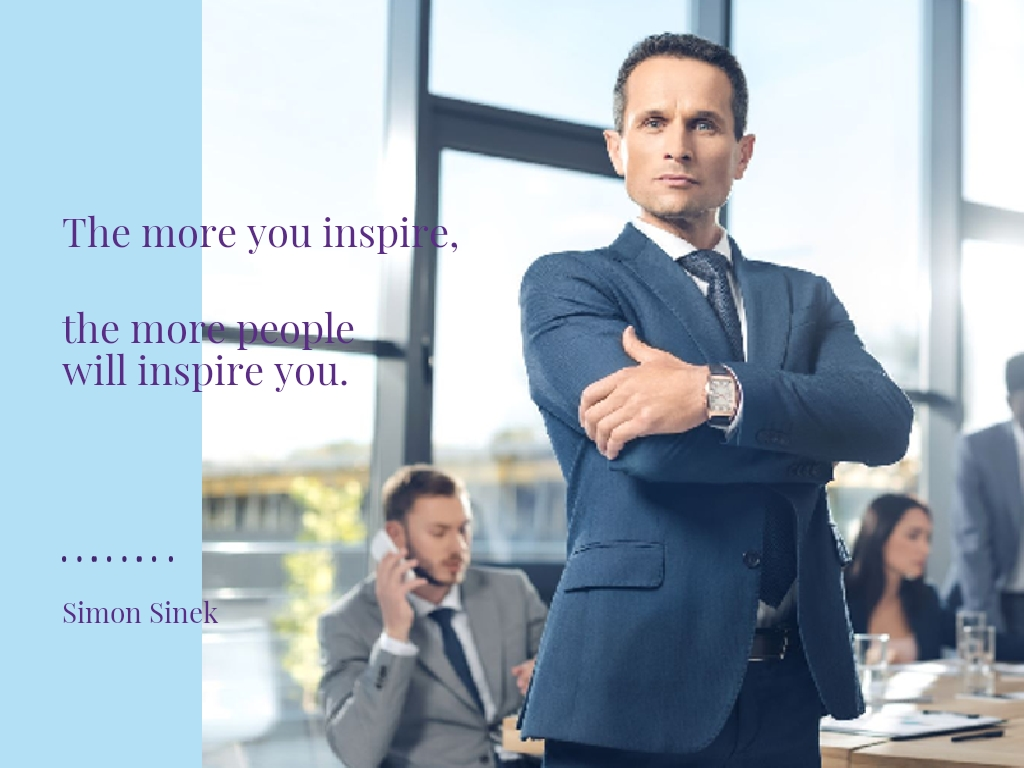 The more you inspire,
the more people
will inspire you.
........
Simon Sinek